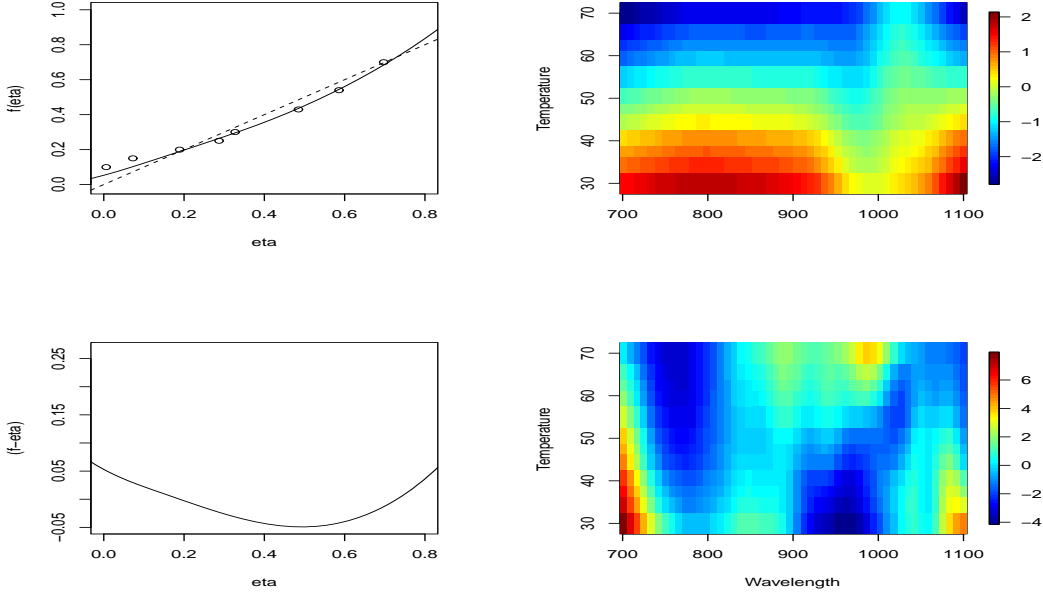 f(eta)
0.0 0.2 0.4 0.6 0.8 1.0
0.0 0.2 0.4 0.6 0.8
eta
Temperature
30 40 50 60 70
700 800 900 1000 1100
2
1
0
−1
−2
(f−eta)
−0.05 0.05 0.15 0.25
0.0 0.2 0.4 0.6 0.8
eta
Temperature
30 40 50 60 70
700 800 900 1000 1100
Wavelength
6
4
2
0
−2
−4